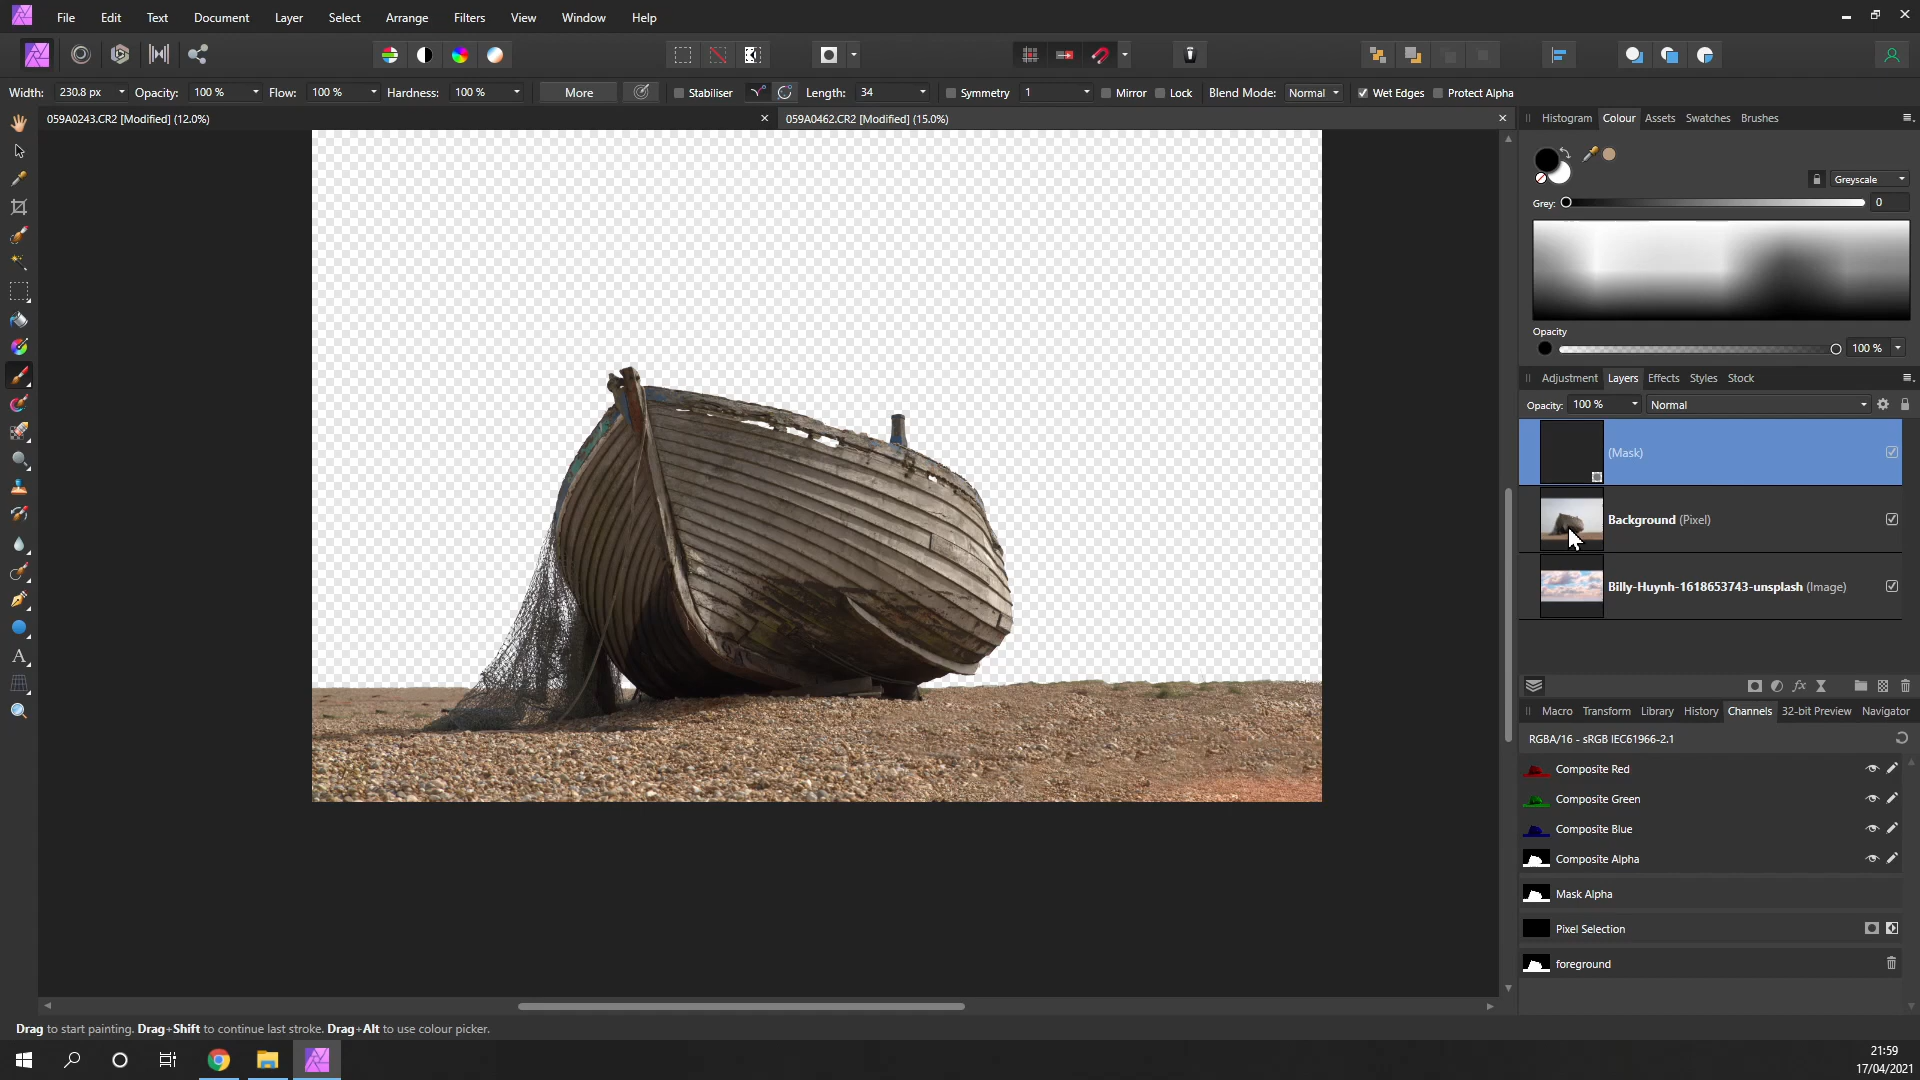 File Edit Text Document Layer Select Arrange Filters View Window Help
Width: 230.8 px Opacity: 100 % Flow: 100 % Hardness: 100 % More Stabiliser Length: 34 Symmetry 1 Mirror Lock Blend Mode: Normal Wet Edges Protect Alpha
059A0243.CR2 [Modified] (12.0%)
059A0462.CR2 [Modified] (15.0%)
Histogram Colour Assets Swatches Brushes
Greyscale
Grey: 0
Opacity
100 %
Adjustment Layers Effects Styles Stock
Opacity: 100 % Normal
(Mask)
Background (Pixel)
Billy-Huynh-1618653743-unsplash (Image)
Macro Transform Library History Channels 32-bit Preview Navigator
RGBA/16 - sRGB IEC61966-2.1
Composite Red
Composite Green
Composite Blue
Composite Alpha
Mask Alpha
Pixel Selection
foreground
Drag to start painting. Drag+Shift to continue last stroke. Drag+Alt to use colour picker.
21:59
17/04/2021